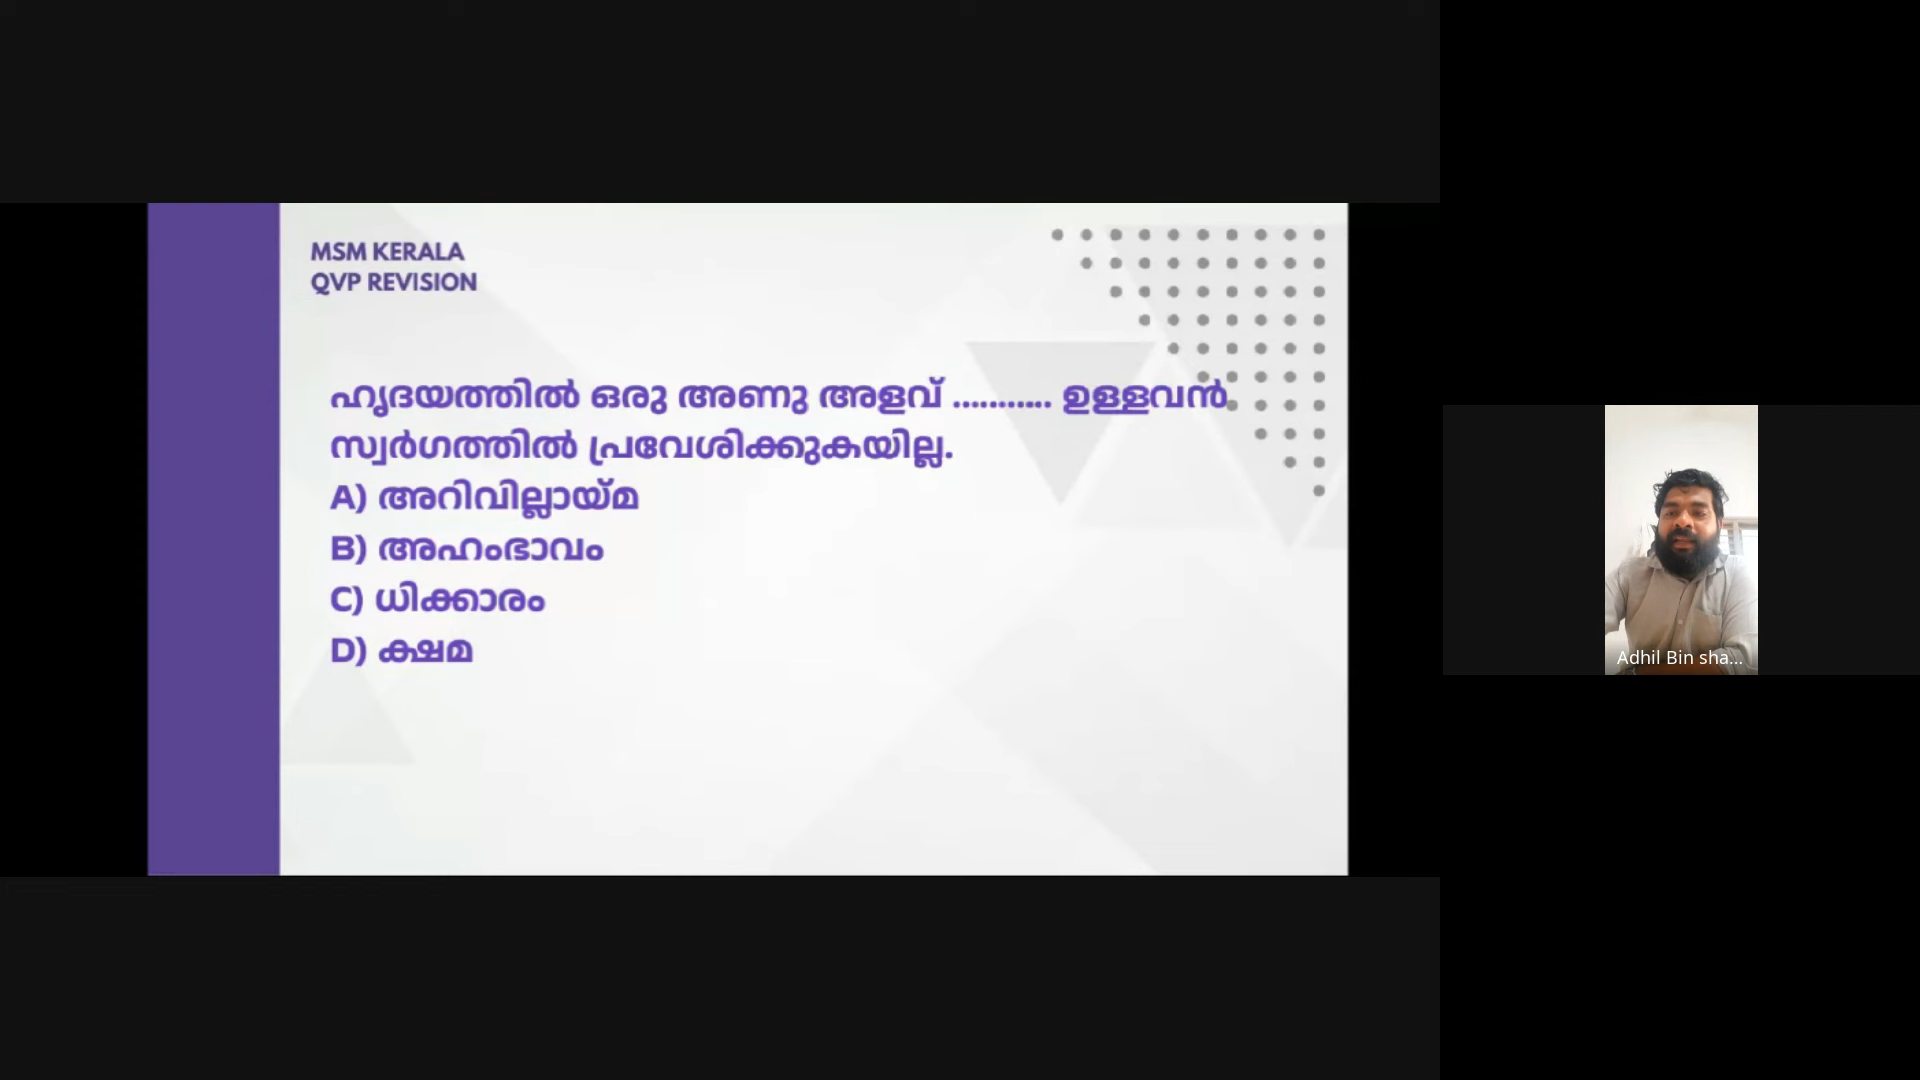 MSM KERALA
QVP REVISION
ഹൃദയത്തിൽ ഒരു അണു അളവ് ........... ഉള്ളവൻ
സ്വർഗത്തിൽ പ്രവേശിക്കുകയില്ല.
A) അറിവില്ലായ്മ
B) അഹംഭാവം
C) ധിക്കാരം
D) ക്ഷമ
Adhil Bin sha...